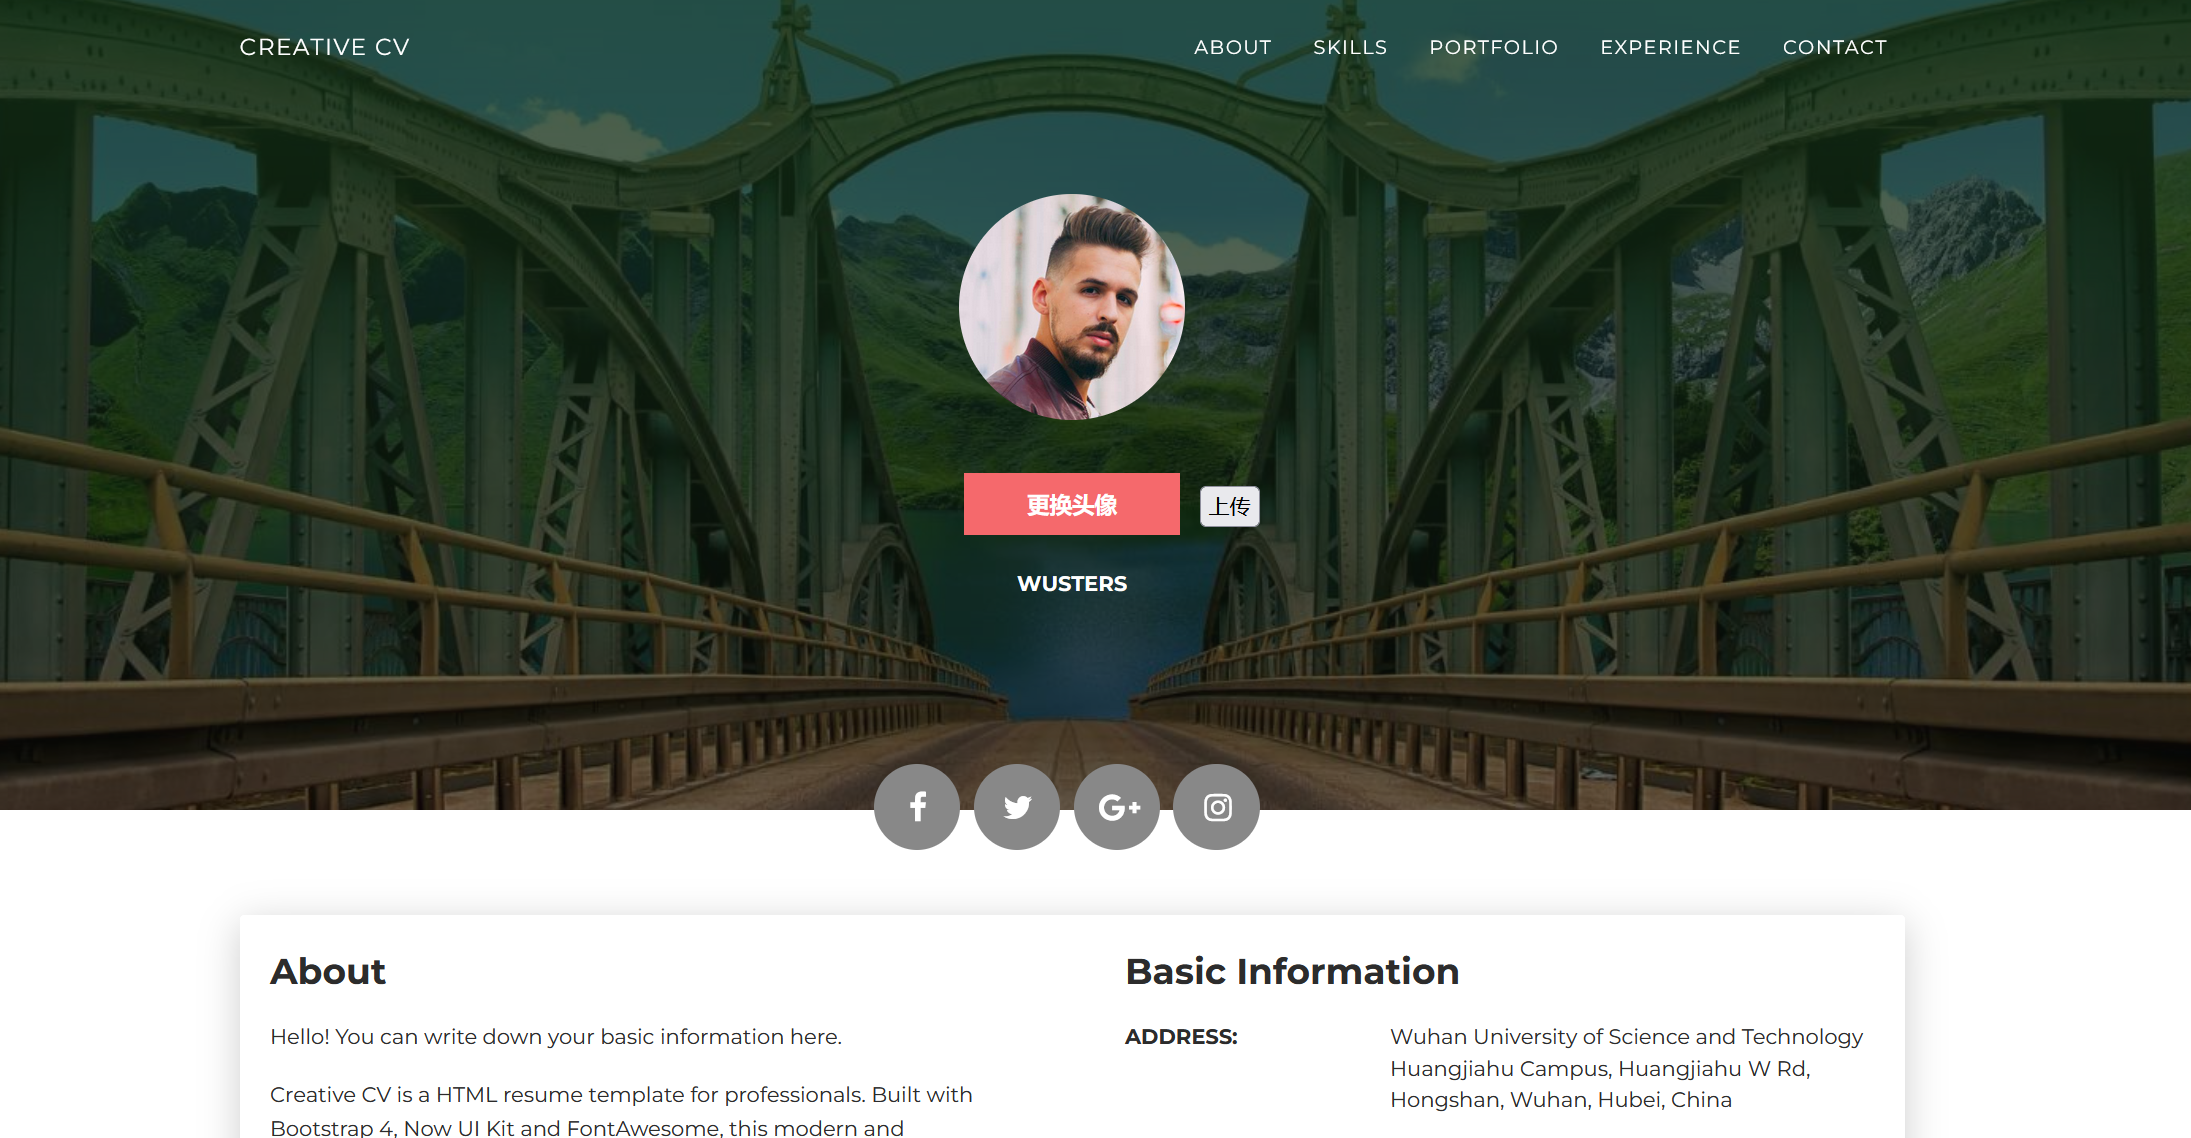 CREATIVE CV
ABOUT SKILLS PORTFOLIO EXPERIENCE CONTACT
更换头像
上传
WUSTERS
About
Hello! You can write down your basic information here.
Creative CV is a HTML resume template for professionals. Built with
Bootstrap 4, Now UI Kit and FontAwesome, this modern and
Basic Information
ADDRESS:
Wuhan University of Science and Technology
Huangjiahu Campus, Huangjiahu W Rd,
Hongshan, Wuhan, Hubei, China